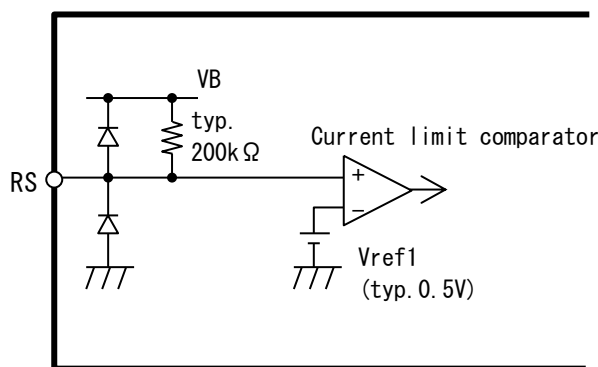 VB
typ.
200kΩ
Current limit comparator
RS
+
−
Vref1
(typ.0.5V)